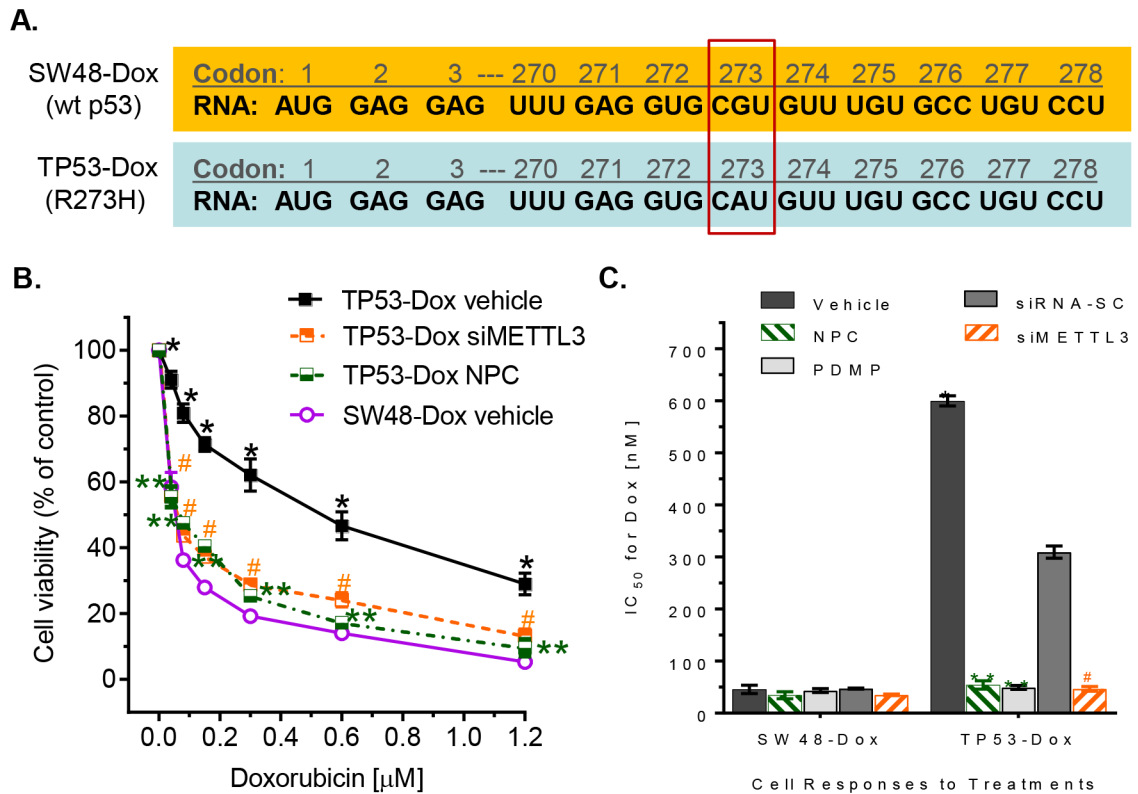 A.
SW48-Dox
(wt p53)
Codon: 1 2 3 --- 270 271 272 273 274 275 276 277 278
RNA: AUG GAG GAG UUU GAG GUG CGU GUU UGU GCC UGU CCU
TP53-Dox
(R273H)
Codon: 1 2 3 --- 270 271 272 273 274 275 276 277 278
RNA: AUG GAG GAG UUU GAG GUG CAU GUU UGU GCC UGU CCU
B.
TP53-Dox vehicle
TP53-Dox siMETTL3
TP53-Dox NPC
SW48-Dox vehicle
Cell viability (% of control)
100
80
60
40
20
0
* * * * * *
# # # # # #
** ** ** ** ** **
0.0 0.2 0.4 0.6 0.8 1.0 1.2
Doxorubicin [μM]
C.
Vehicle
NPC
PDMP
siRNA-SC
siMETTL3
IC50 for Dox [nM]
700
600
500
400
300
200
100
0
* ** ** #
SW48-Dox TP53-Dox
Cell Responses to Treatments